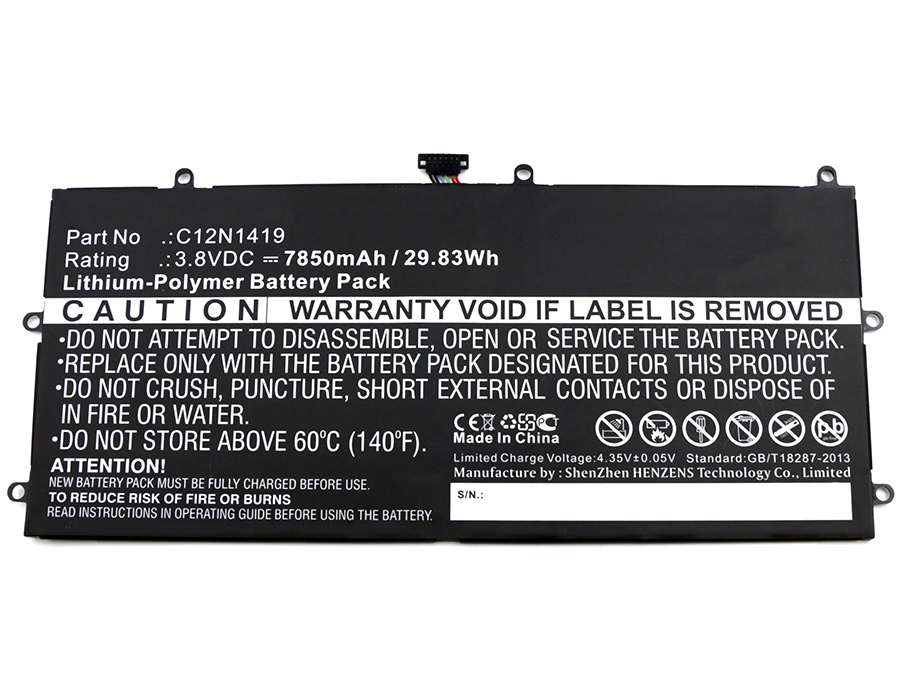 Part No .:C12N1419
Rating .:3.8VDC ⎓ 7850mAh / 29.83Wh
Lithium-Polymer Battery Pack
CAUTION WARRANTY VOID IF LABEL IS REMOVED
•DO NOT ATTEMPT TO DISASSEMBLE, OPEN OR SERVICE THE BATTERY PACK.
•REPLACE ONLY WITH THE BATTERY PACK DESIGNATED FOR THIS PRODUCT.
•DO NOT CRUSH, PUNCTURE, SHORT EXTERNAL CONTACTS OR DISPOSE OF
IN FIRE OR WATER.
•DO NOT STORE ABOVE 60℃ (140℉).
CE
Made In China
Pb
Limited Charge Voltage:4.35V±0.05V Standard:GB/T18287-2013
Manufacture by : ShenZhen HENZENS Technology Co., Limited
ATTENTION!
NEW BATTERY PACK MUST BE FULLY CHARGED BEFORE INITIAL USE.
TO REDUCE RISK OF FIRE OR BURNS
READ INSTRUCTIONS IN OPERATING GUIDE BEFORE USING THE BATTERY.
S/N.: